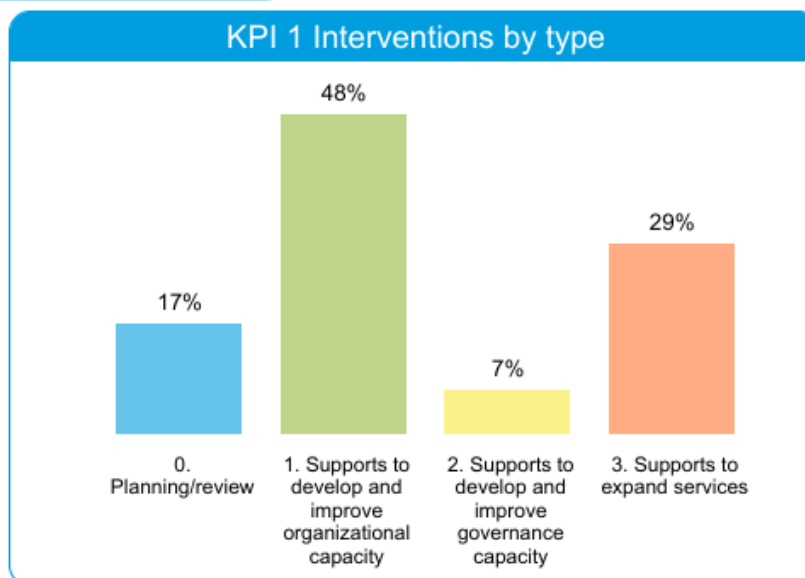 KPI 1 Interventions by type
48%
29%
17%
7%
0.
Planning/review
1. Supports to
develop and
improve
organizational
capacity
2. Supports to
develop and
improve
governance
capacity
3. Supports to
expand services